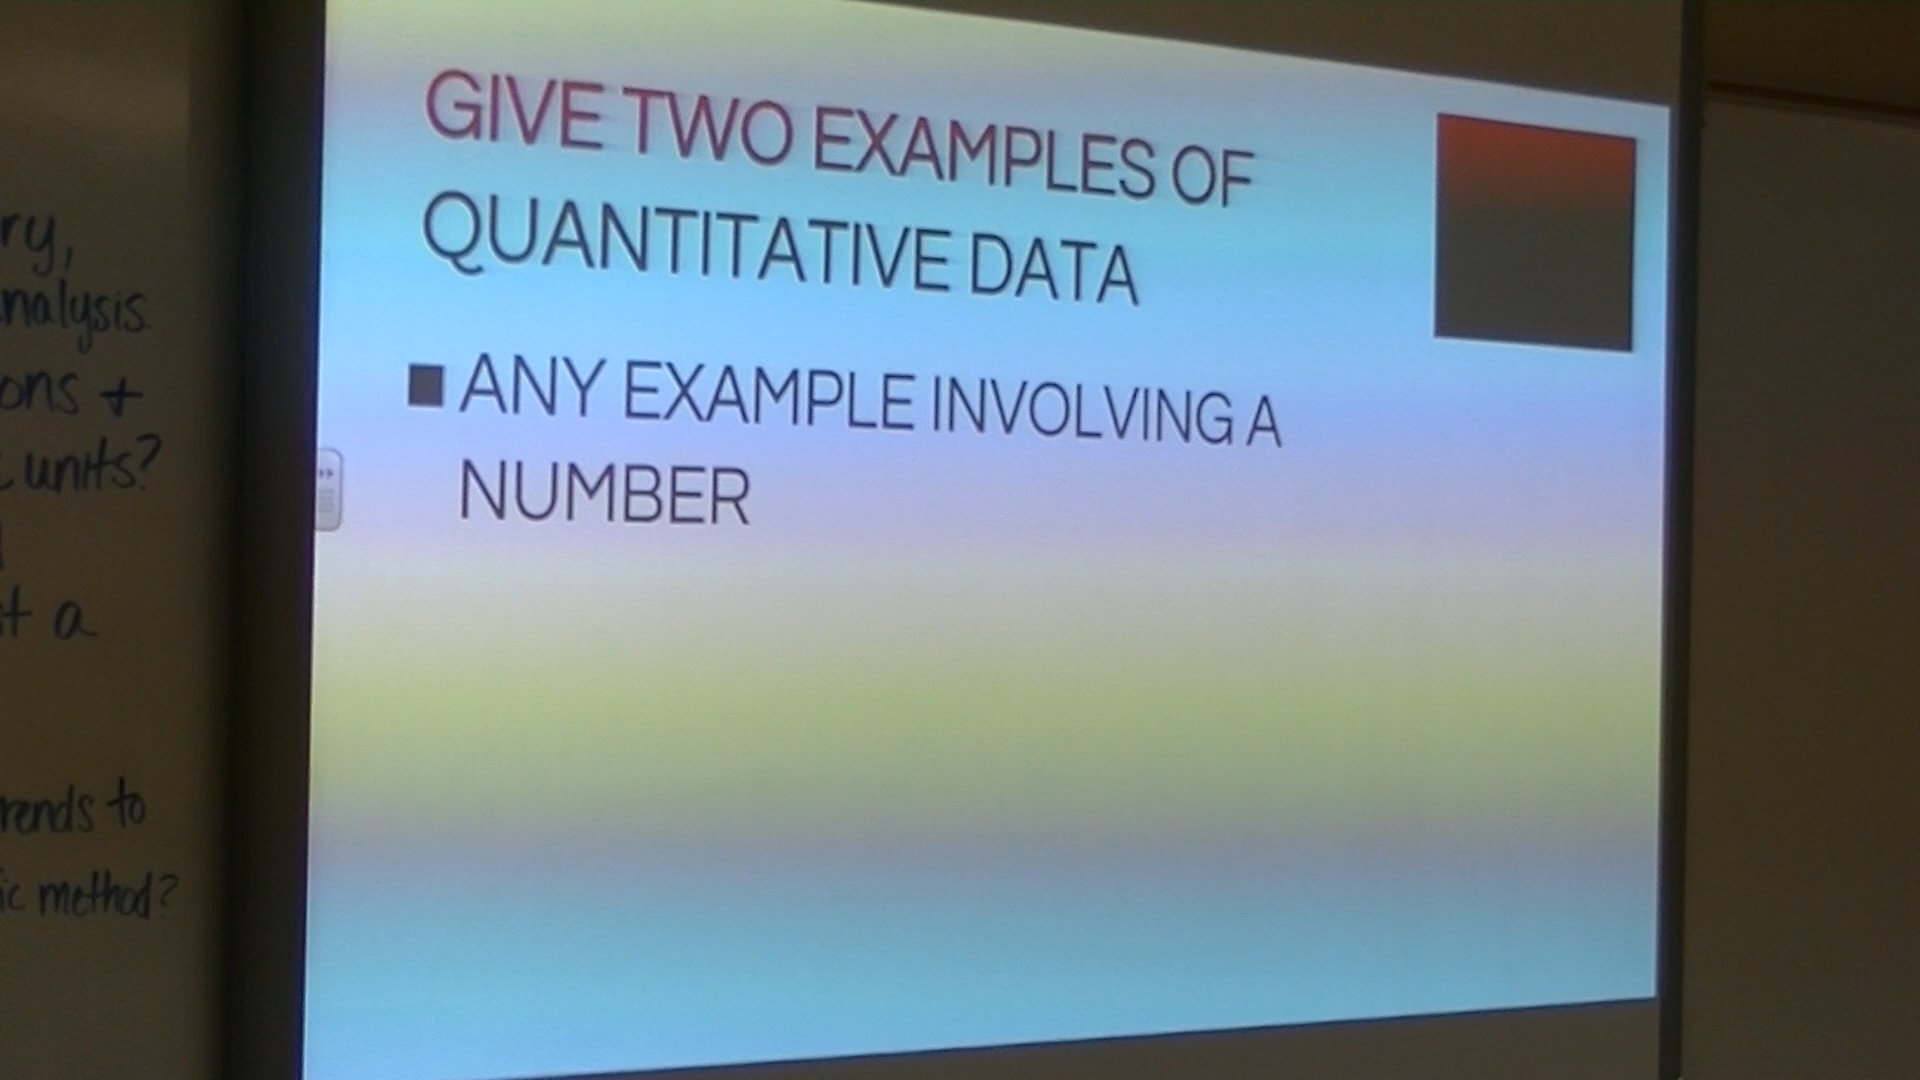 GIVE TWO EXAMPLES OF
QUANTITATIVE DATA
ANY EXAMPLE INVOLVING A
NUMBER
ry,
nalysis.
ons +
units?
t a
rends to
ic method?